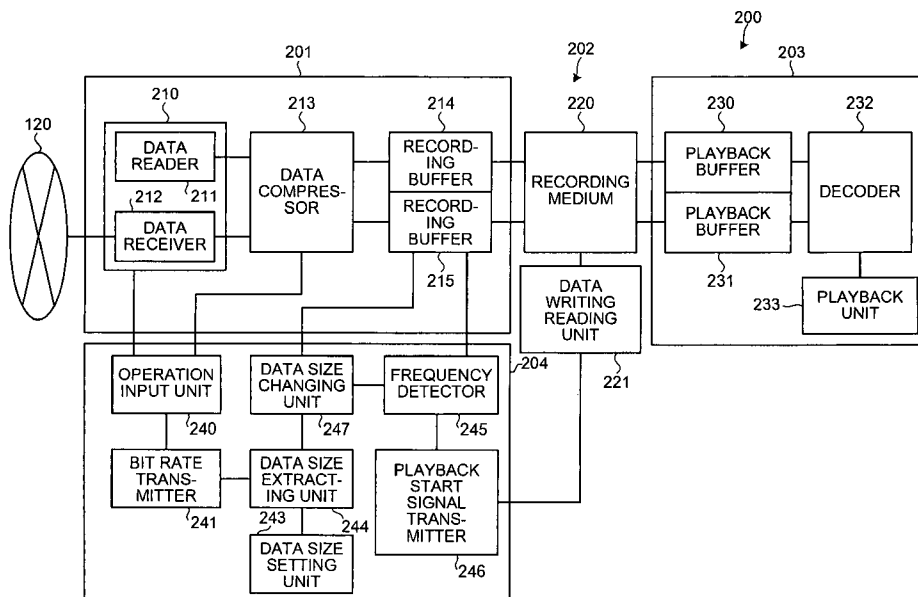 200
201
202
203
210
213
214
220
230
232
120
DATA
READER
211
212
DATA
RECEIVER
DATA
COMPRES-
SOR
RECORD-
ING
BUFFER
RECORD-
ING
BUFFER
215
RECORDING
MEDIUM
PLAYBACK
BUFFER
PLAYBACK
BUFFER
231
DECODER
DATA
WRITING
READING
UNIT
221
233
PLAYBACK
UNIT
204
OPERATION
INPUT UNIT
240
DATA SIZE
CHANGING
UNIT
247
FREQUENCY
DETECTOR
245
BIT RATE
TRANS-
MITTER
241
DATA SIZE
EXTRACT-
ING UNIT
243
244
DATA SIZE
SETTING
UNIT
PLAYBACK
START
SIGNAL
TRANS-
MITTER
246